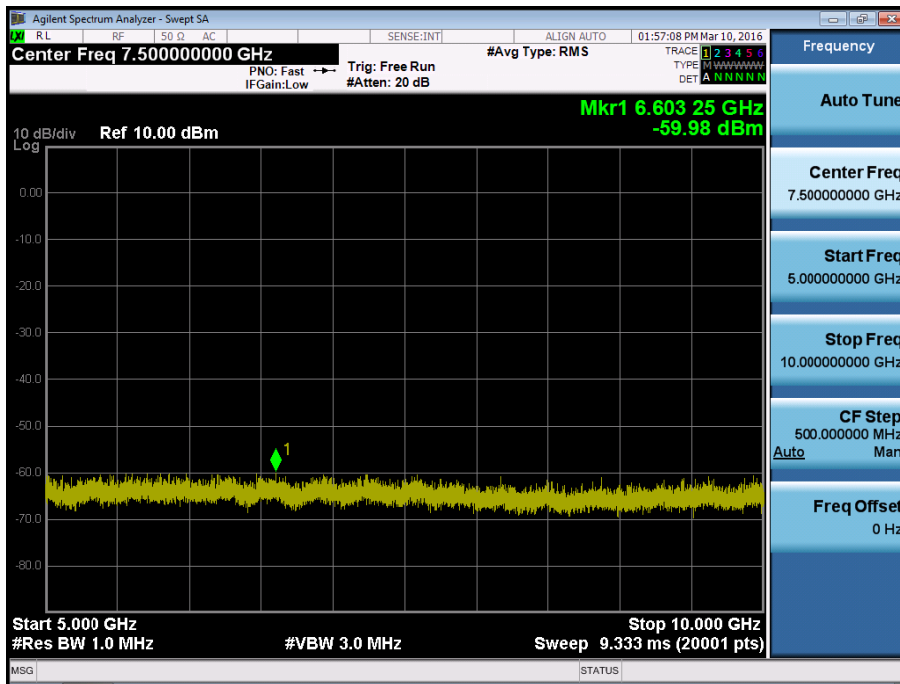 Agilent Spectrum Analyzer - Swept SA
LXI RL RF 50 Ω AC SENSE:INT ALIGN AUTO 01:57:08 PM Mar 10, 2016
Center Freq 7.500000000 GHz
PNO: Fast
IFGain:Low
Trig: Free Run
#Atten: 20 dB
#Avg Type: RMS
TRACE 1 2 3 4 5 6
TYPE M WWWWW
DET A N N N N N
Mkr1 6.603 25 GHz
-59.98 dBm
10 dB/div Ref 10.00 dBm
Log
0.00
-10.0
-20.0
-30.0
-40.0
-50.0
-60.0
-70.0
-80.0
1
Start 5.000 GHz Stop 10.000 GHz
#Res BW 1.0 MHz #VBW 3.0 MHz Sweep 9.333 ms (20001 pts)
MSG STATUS
Frequency
Auto Tune
Center Freq
7.500000000 GHz
Start Freq
5.000000000 GHz
Stop Freq
10.000000000 GHz
CF Step
500.000000 MHz
Auto Man
Freq Offset
0 Hz